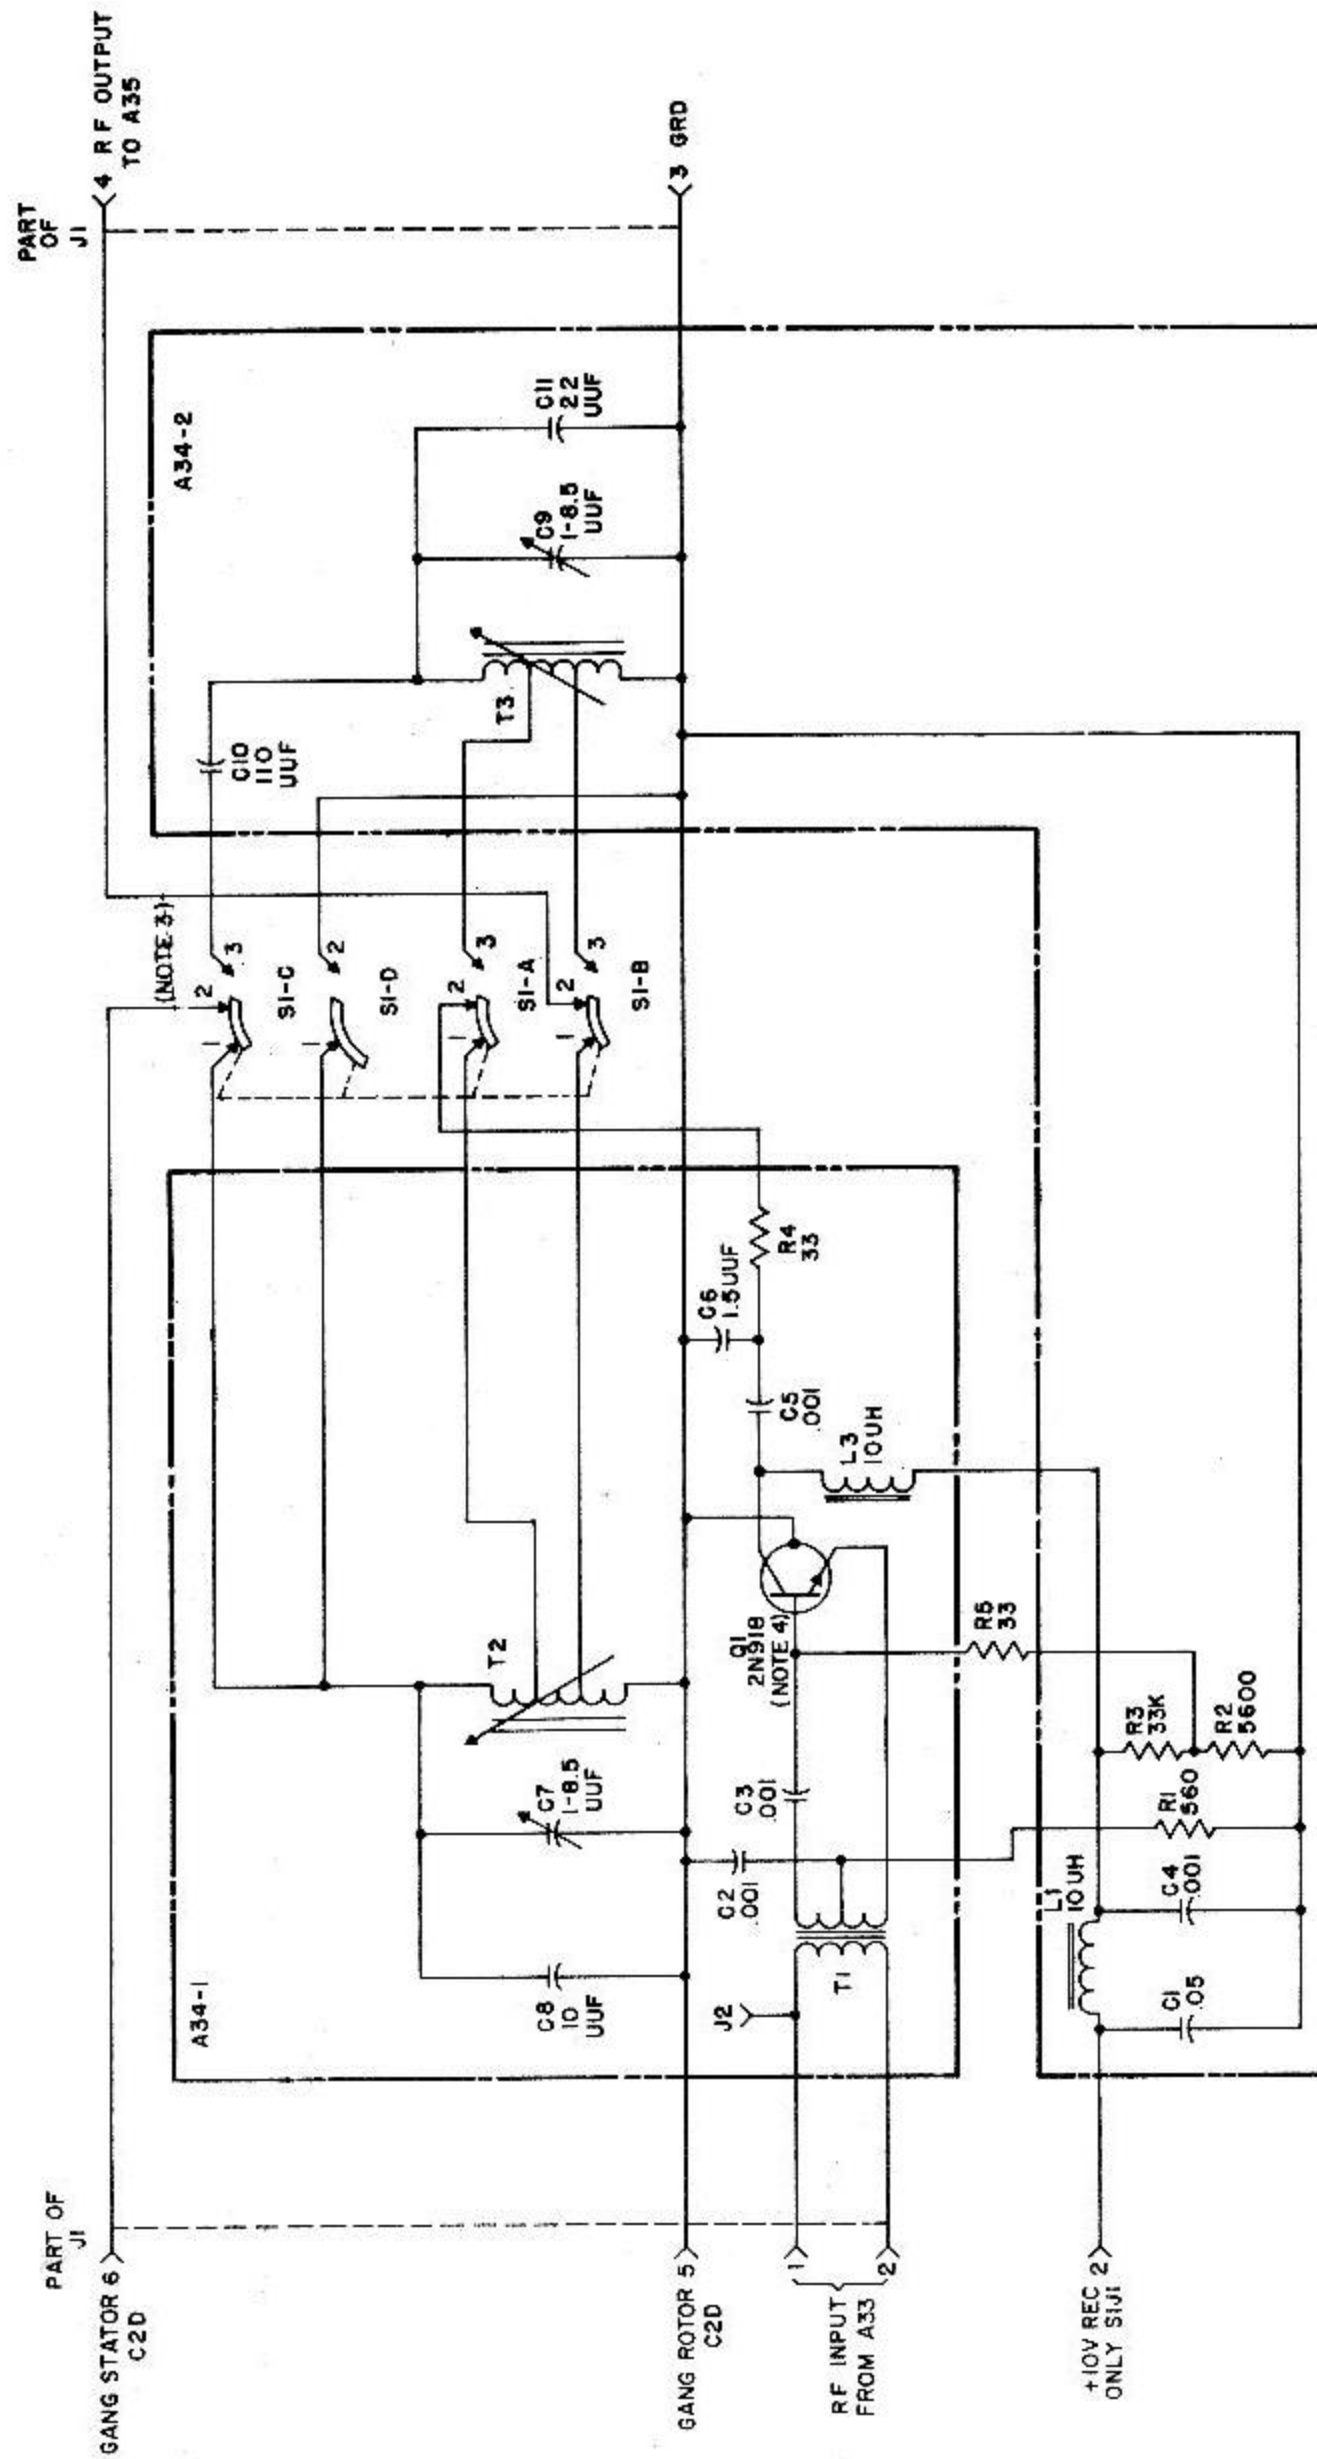 PART
OF
J1
4 RF OUTPUT
TO A35
3 GRD
A34-2
C11
22
UUF
C9
1-8.5
UUF
T3
C10
110
UUF
(NOTE 3)
1
2
3
S1-C
1
2
S1-D
1
2
3
S1-A
1
2
3
S1-B
R4
33
C6
1.5UUF
C5
.001
L3
10UH
Q1
2N918
(NOTE 4)
R5
33
T2
C7
1-8.5
UUF
C8
10
UUF
A34-1
C3
.001
C2
.001
T1
J2
R3
33K
R2
5600
R1
560
C4
.001
L1
10UH
C1
.05
PART OF
J1
GANG STATOR 6
C2D
GANG ROTOR 5
C2D
1
2
RF INPUT
FROM A33
+10V REC 2
ONLY S1J1